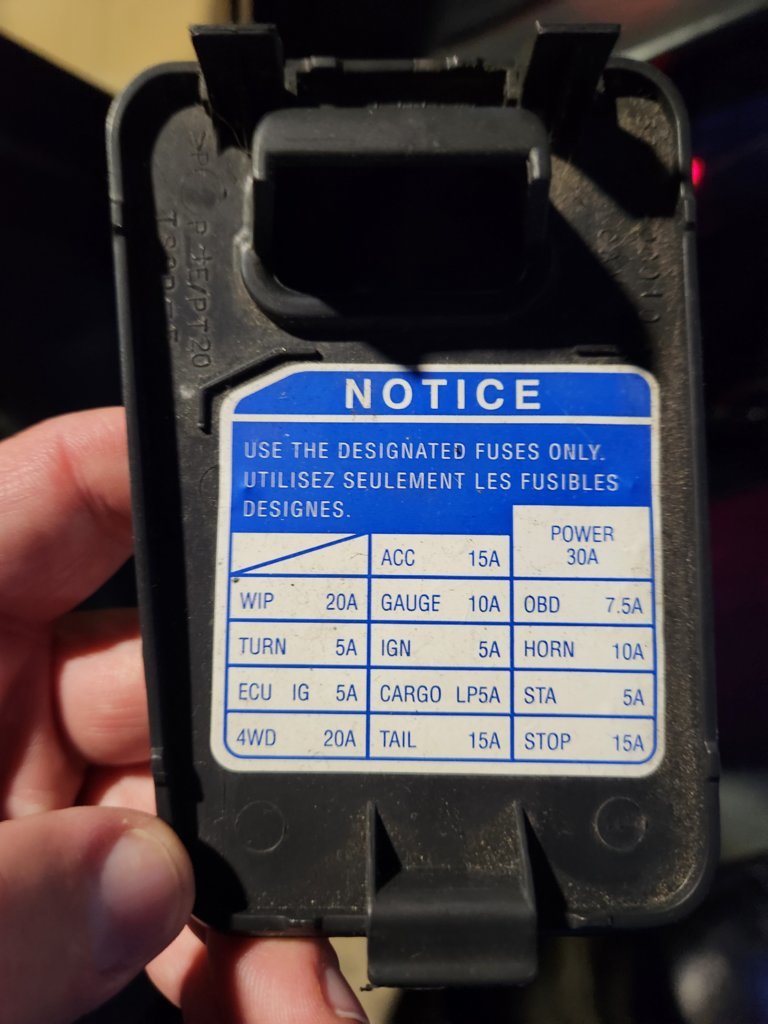 NOTICE
USE THE DESIGNATED FUSES ONLY.
UTILISEZ SEULEMENT LES FUSIBLES
DESIGNES.
POWER
30A
ACC 15A
WIP 20A GAUGE 10A OBD 7.5A
TURN 5A IGN 5A HORN 10A
ECU IG 5A CARGO LP5A STA 5A
4WD 20A TAIL 15A STOP 15A